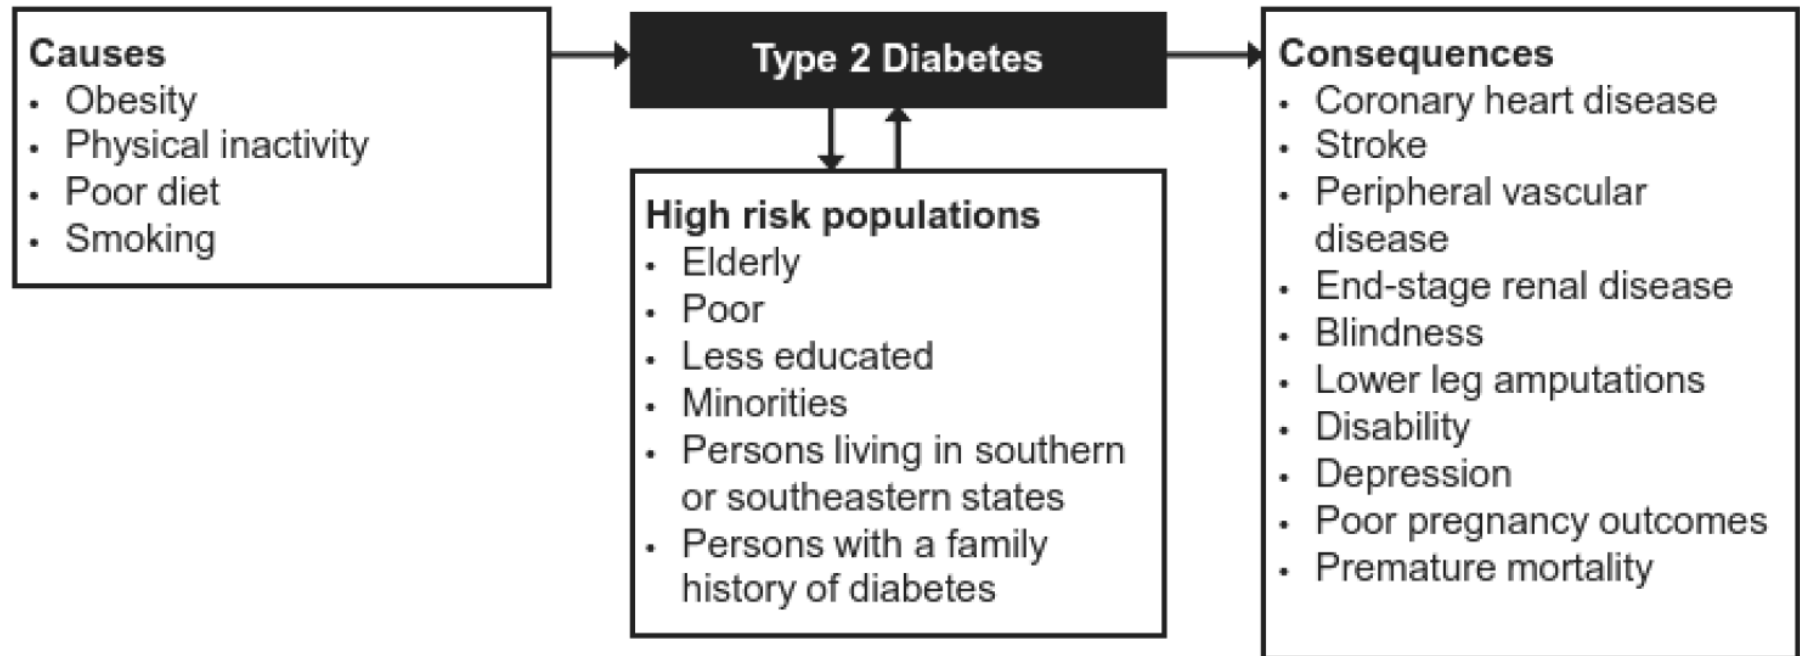 Causes
• Obesity
• Physical inactivity
• Poor diet
• Smoking
Type 2 Diabetes
High risk populations
• Elderly
• Poor
• Less educated
• Minorities
• Persons living in southern
or southeastern states
• Persons with a family
history of diabetes
Consequences
• Coronary heart disease
• Stroke
• Peripheral vascular
disease
• End-stage renal disease
• Blindness
• Lower leg amputations
• Disability
• Depression
• Poor pregnancy outcomes
• Premature mortality